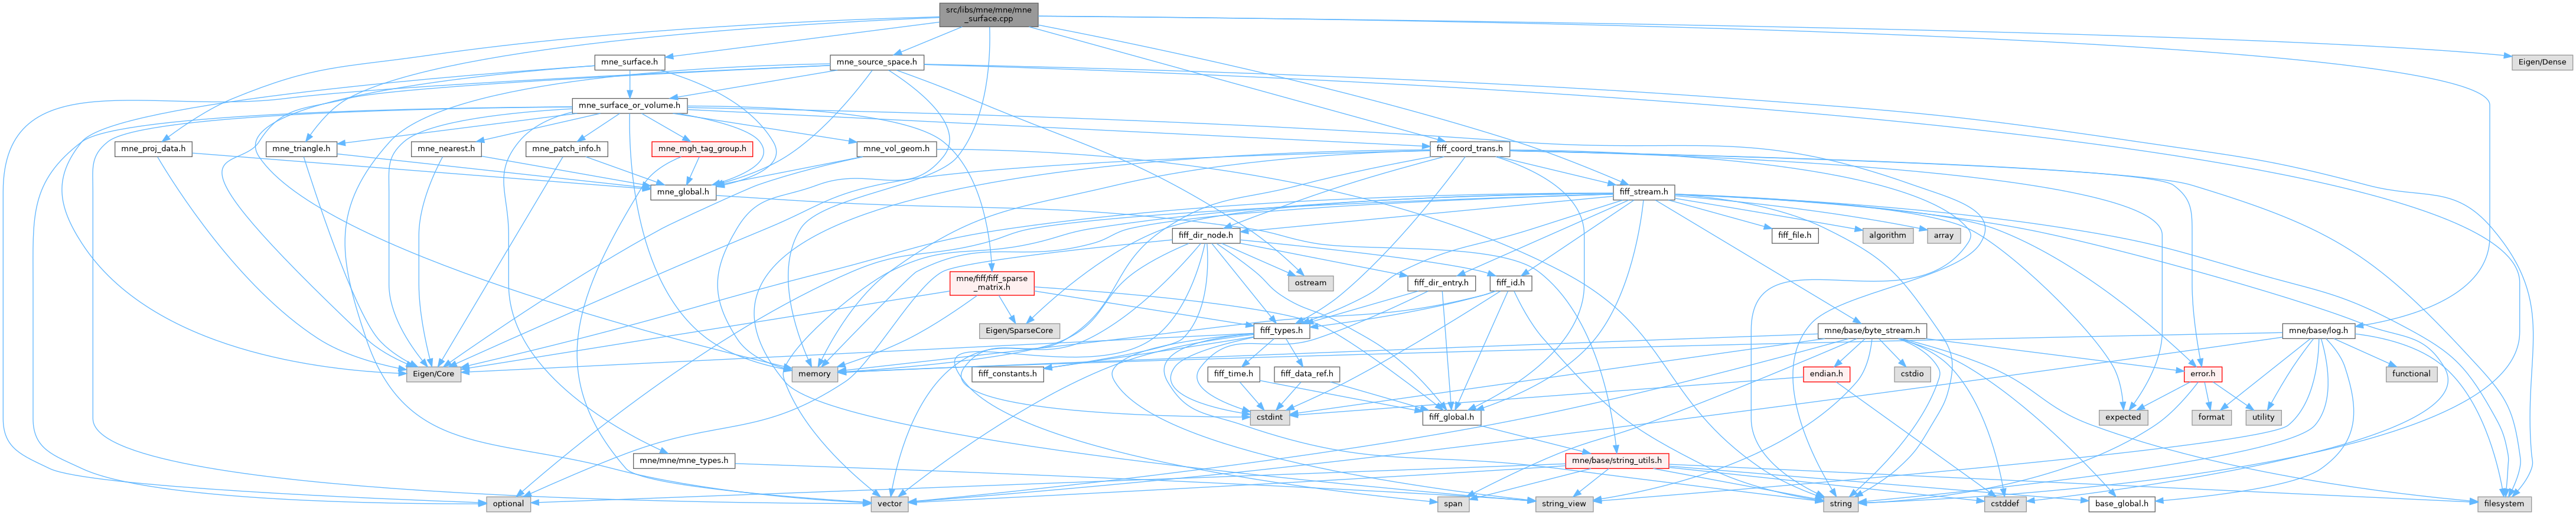 src/libs/mne/mne/mne
_surface.cpp
mne_surface.h
mne_source_space.h
Eigen/Dense
mne_surface_or_volume.h
mne_proj_data.h
mne_triangle.h
mne_nearest.h
mne_patch_info.h
mne_mgh_tag_group.h
mne_vol_geom.h
fiff_coord_trans.h
mne_global.h
fiff_stream.h
fiff_dir_node.h
fiff_file.h
algorithm
array
mne/fiff/fiff_sparse
_matrix.h
ostream
fiff_dir_entry.h
fiff_id.h
Eigen/SparseCore
fiff_types.h
mne/base/byte_stream.h
mne/base/log.h
Eigen/Core
memory
fiff_constants.h
fiff_time.h
fiff_data_ref.h
endian.h
cstdio
error.h
functional
cstdint
fiff_global.h
expected
format
utility
mne/mne/mne_types.h
mne/base/string_utils.h
optional
vector
span
string_view
string
cstddef
base_global.h
filesystem